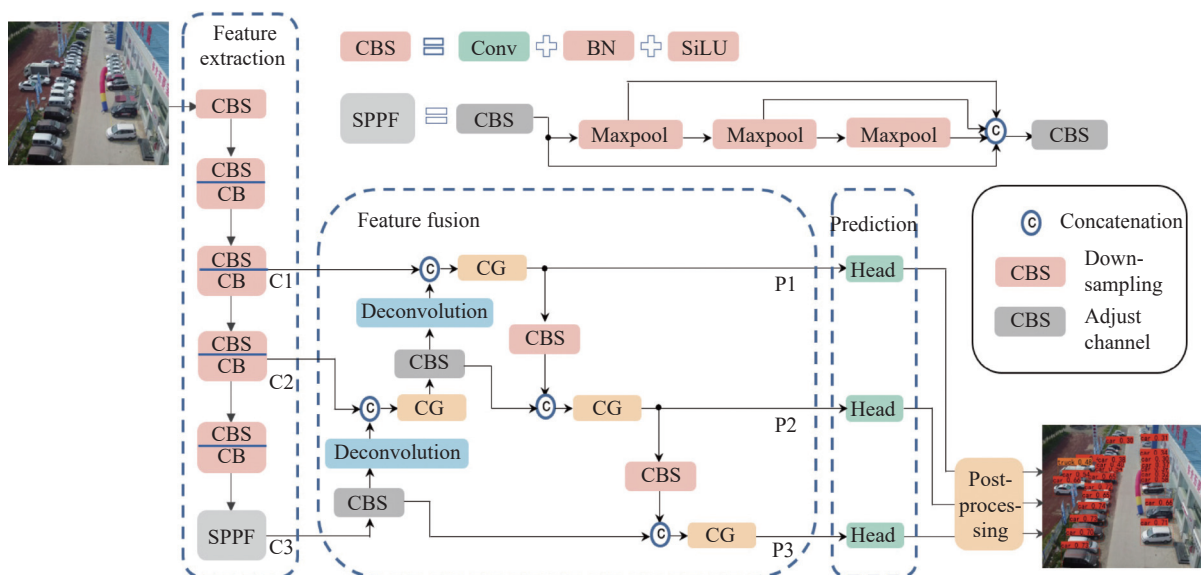 Feature
extraction
CBS
Conv
BN
SiLU
SPPF
CBS
Maxpool
Maxpool
Maxpool
C
CBS
CBS
CBS
CB
CBS
CB
C1
CBS
CB
C2
CBS
CB
SPPF
C3
Feature fusion
C
CG
P1
Deconvolution
CBS
CBS
C
CG
C
CG
P2
Deconvolution
CBS
CBS
C
CG
P3
Prediction
Head
Head
Head
C
Concatenation
CBS
Down-
sampling
CBS
Adjust
channel
Post-
proces-
sing